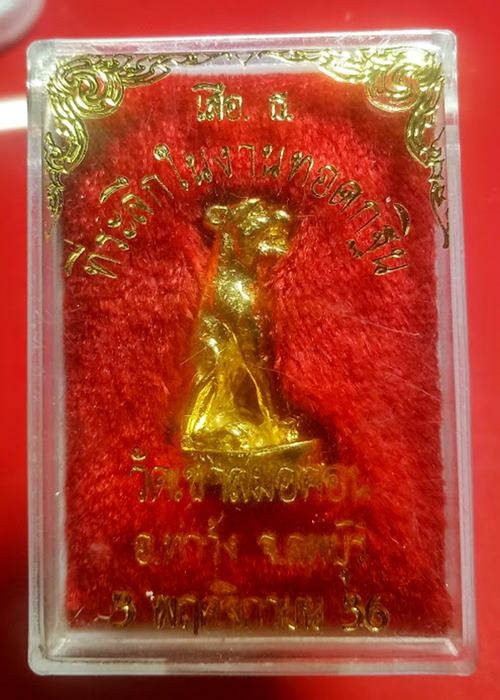 เสือ. ธ.
ที่ระลึกในงานทอดกฐิน
วัดเขาสมอคอน
อ.ท่าวุ้ง จ.ลพบุรี
3 พฤศจิกายน 36